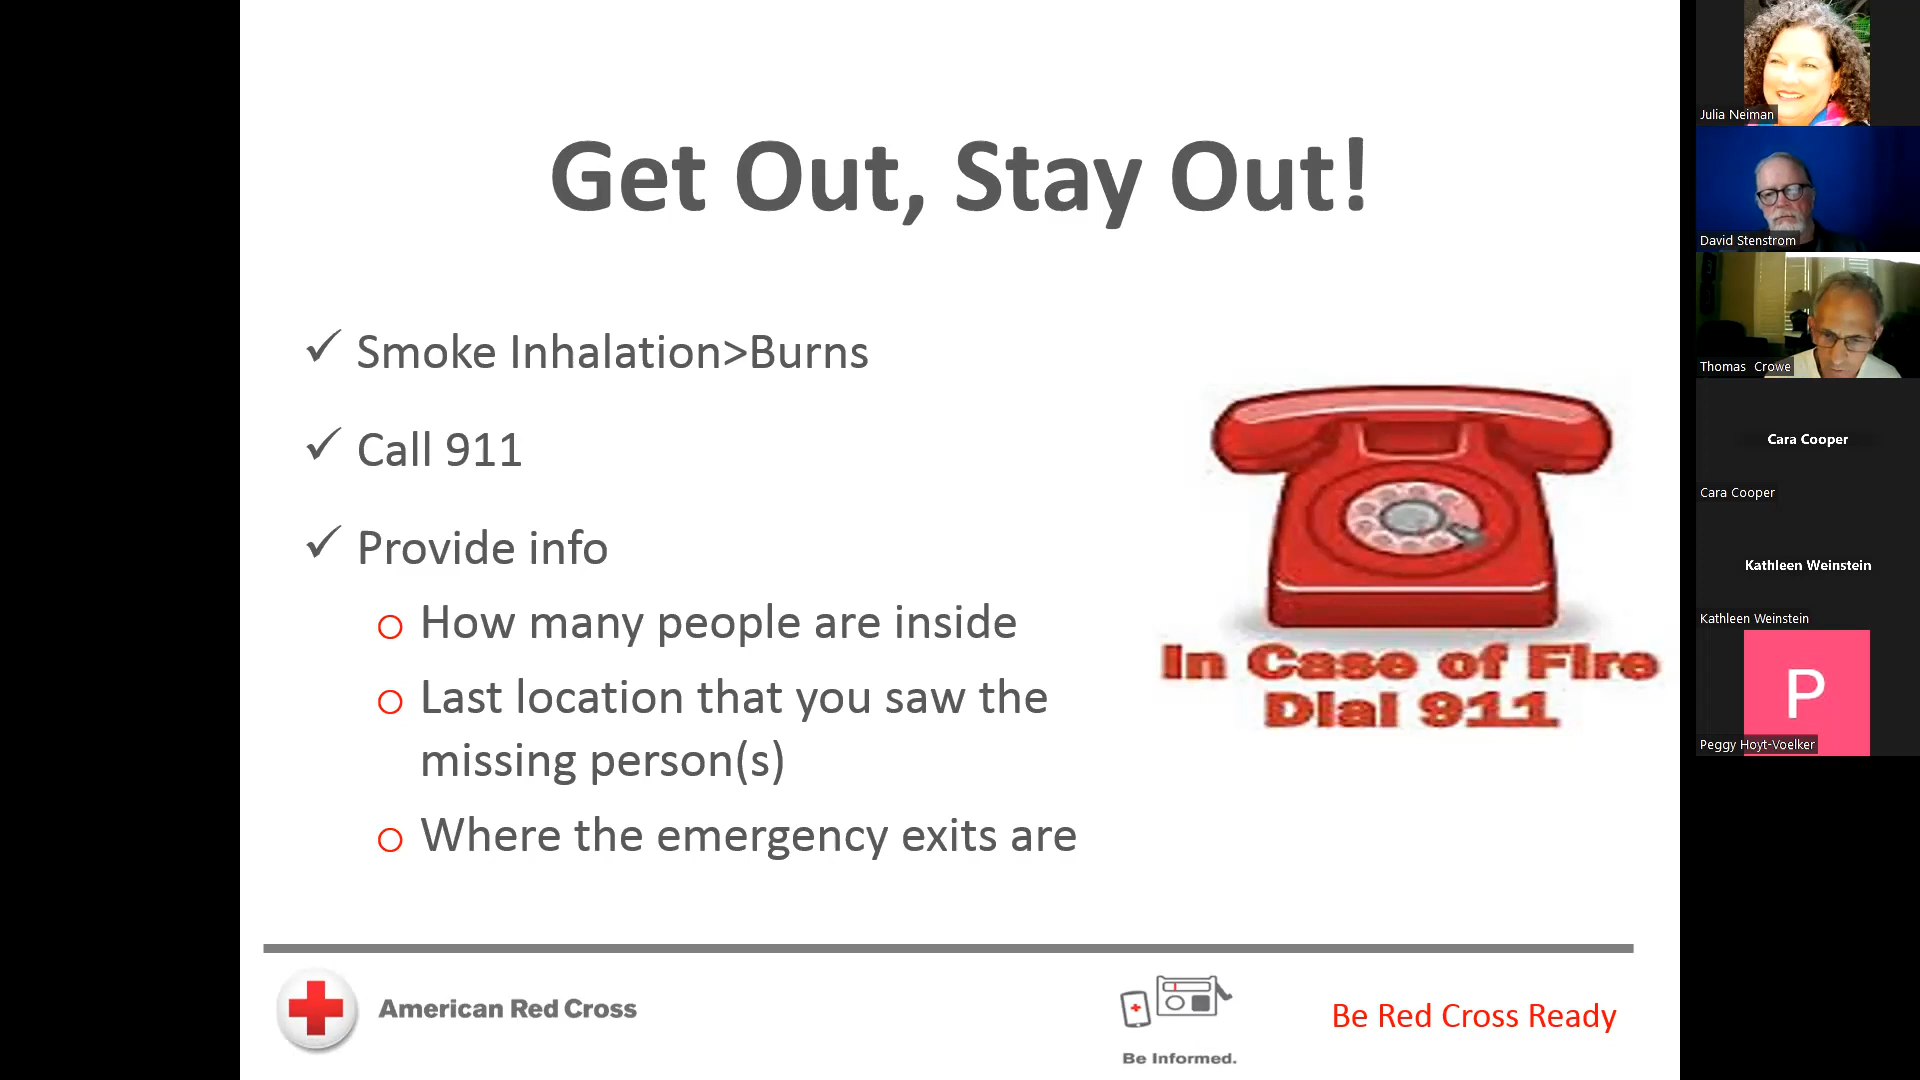 Get Out, Stay Out!
✓ Smoke Inhalation>Burns
✓ Call 911
✓ Provide info
o How many people are inside
o Last location that you saw the
missing person(s)
o Where the emergency exits are
In Case of Fire
Dial 911
American Red Cross
Be Informed.
Be Red Cross Ready
Julia Neiman
David Stenstrom
Thomas Crowe
Cara Cooper
Cara Cooper
Kathleen Weinstein
Kathleen Weinstein
P
Peggy Hoyt-Voelker